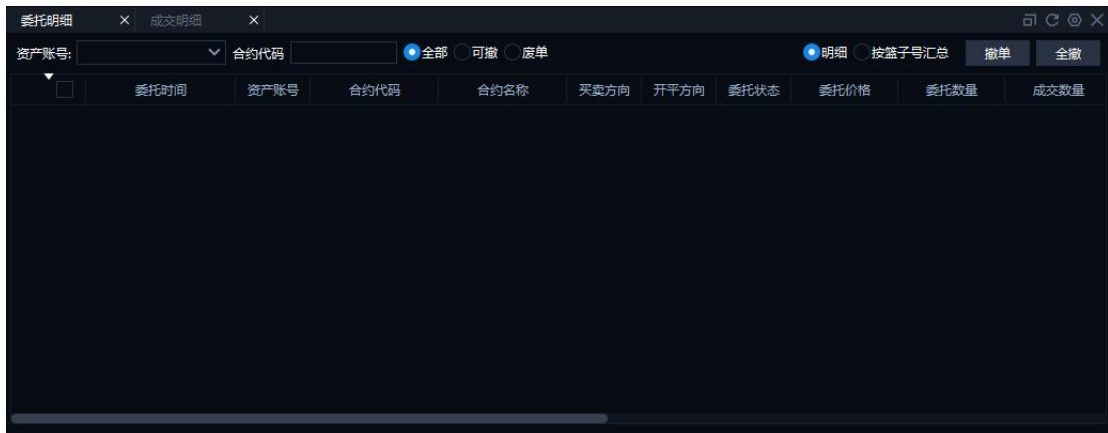 委托明细 成交明细
资产账号: 合约代码 全部 可撤 废单 明细 按篮子号汇总 撤单 全撤
委托时间 资产账号 合约代码 合约名称 买卖方向 开平方向 委托状态 委托价格 委托数量 成交数量